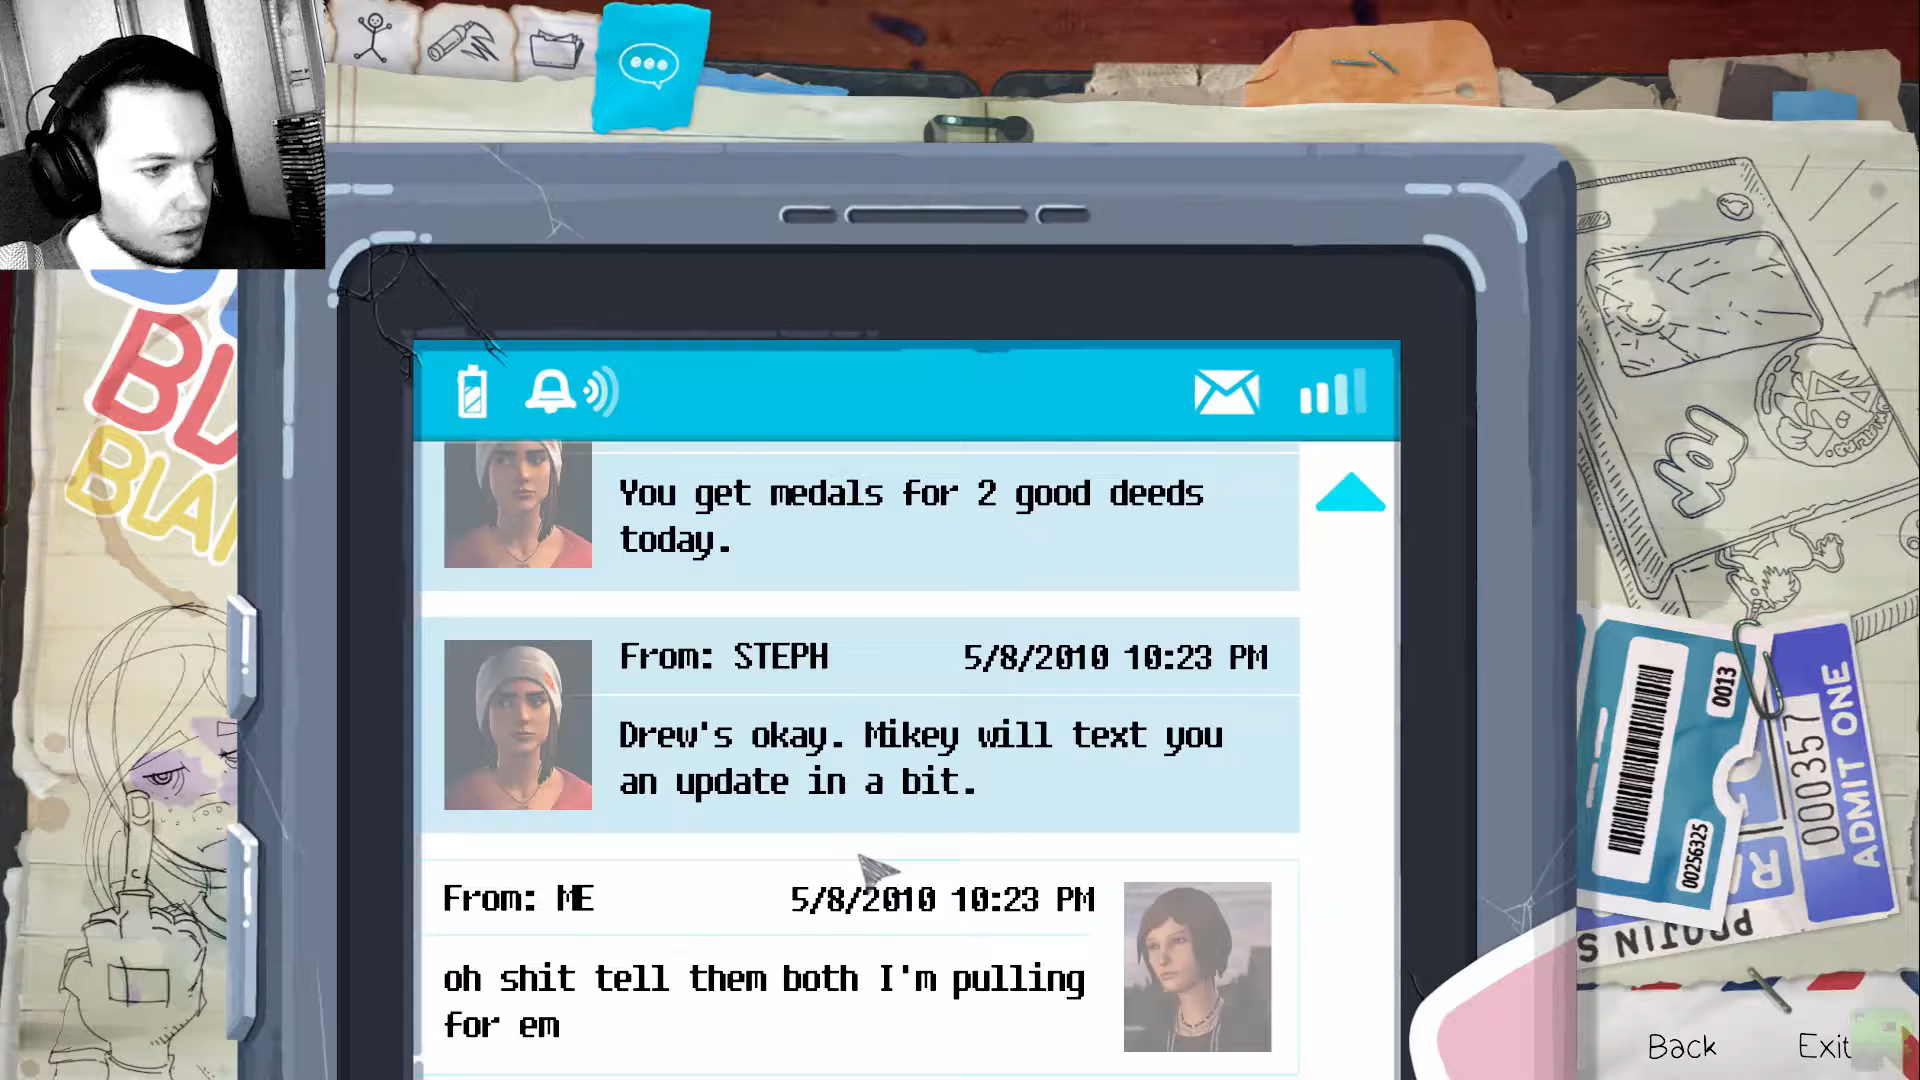 You get medals for 2 good deeds
today.
From: STEPH 5/8/2010 10:23 PM
Drew's okay. Mikey will text you
an update in a bit.
From: ME 5/8/2010 10:23 PM
oh shit tell them both I'm pulling
for em
BL
BLA
0013
00256325
000357
ADMIT ONE
Back Exit